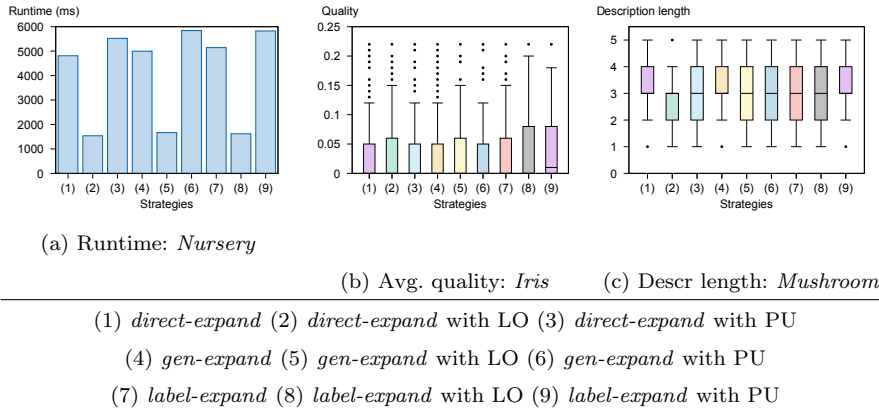 Runtime (ms)
6000
5000
4000
3000
2000
1000
0
(1) (2) (3) (4) (5) (6) (7) (8) (9)
Strategies
(a) Runtime: Nursery
Quality
0.25
0.2
0.15
0.1
0.05
0
(1) (2) (3) (4) (5) (6) (7) (8) (9)
Strategies
(b) Avg. quality: Iris
Description length
5
4
3
2
1
0
(1) (2) (3) (4) (5) (6) (7) (8) (9)
Strategies
(c) Descr length: Mushroom
(1) direct-expand (2) direct-expand with LO (3) direct-expand with PU
(4) gen-expand (5) gen-expand with LO (6) gen-expand with PU
(7) label-expand (8) label-expand with LO (9) label-expand with PU